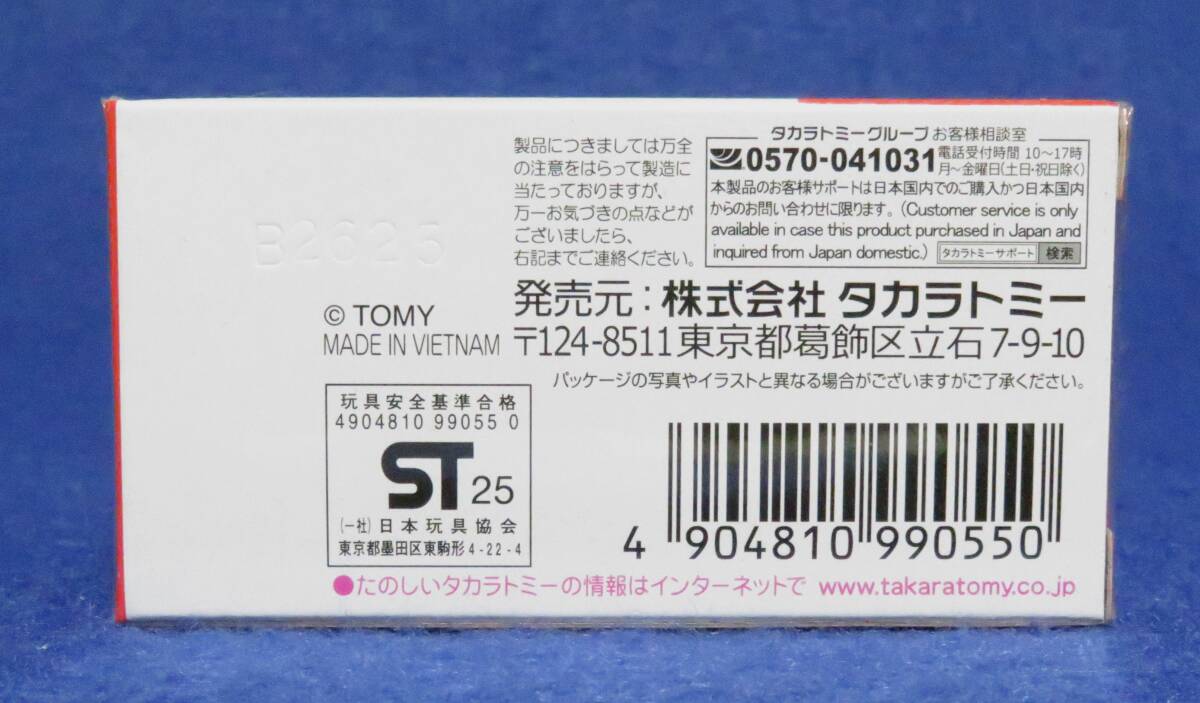 製品につきましては万全
の注意をはらって製造に
当たっておりますが、
万一お気づきの点などが
ございましたら、
右記までご連絡ください。
タカラトミーグループ お客様相談室
0570-041031 電話受付時間 10〜17時
月〜金曜日(土日・祝日除く)
本製品のお客様サポートは日本国内でのご購入かつ日本国内
からのお問い合わせに限ります。(Customer service is only
available in case this product purchased in Japan and
inquired from Japan domestic.) タカラトミーサポート 検索
B2625
© TOMY
MADE IN VIETNAM
発売元:株式会社 タカラトミー
〒124-8511 東京都葛飾区立石7-9-10
パッケージの写真やイラストと異なる場合がございますがご了承ください。
玩具安全基準合格
4904810 99055 0
ST 25
(一社)日本玩具協会
東京都墨田区東駒形4-22-4
4 904810 990550
●たのしいタカラトミーの情報はインターネットで www.takaratomy.co.jp